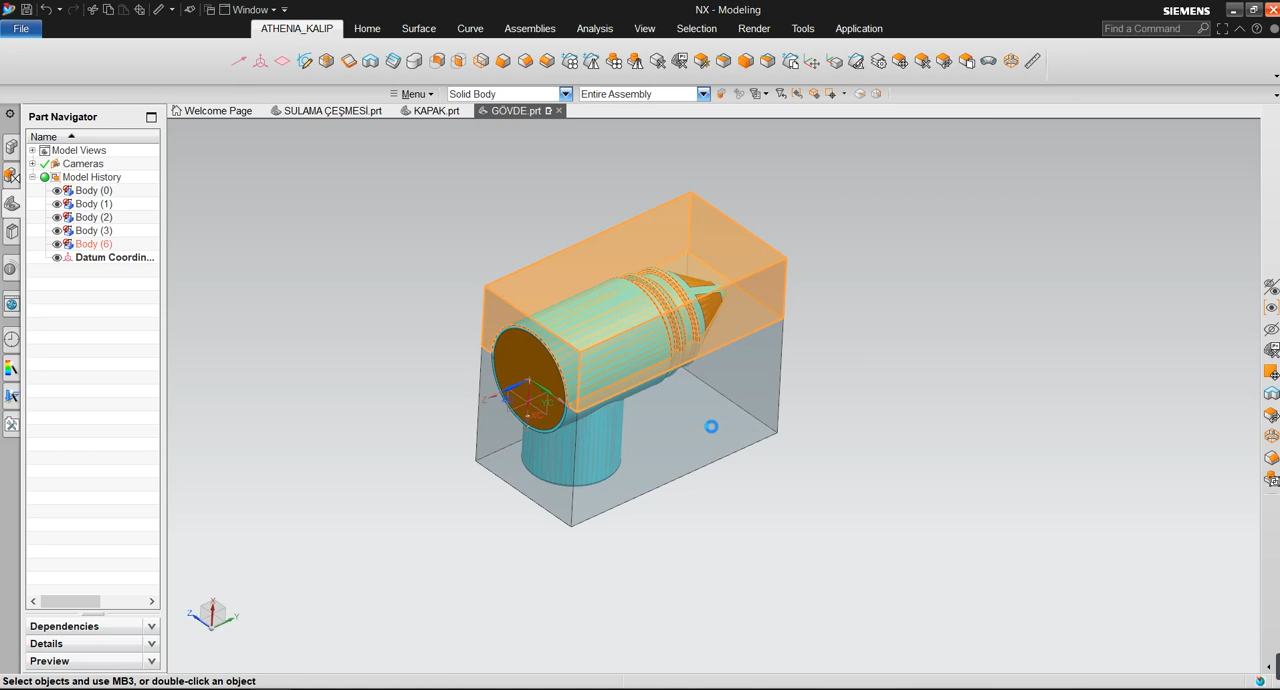 Window
NX - Modeling
SIEMENS
File
ATHENIA_KALIP
Home
Surface
Curve
Assemblies
Analysis
View
Selection
Render
Tools
Application
Find a Command
Menu
Solid Body
Entire Assembly
Part Navigator
Welcome Page
SULAMA ÇEŞMESİ.prt
KAPAK.prt
GÖVDE.prt
Name
Model Views
Cameras
Model History
Body (0)
Body (1)
Body (2)
Body (3)
Body (6)
Datum Coordin...
Z
YC
XC
X
Z
Y
Dependencies
Details
Preview
Select objects and use MB3, or double-click an object